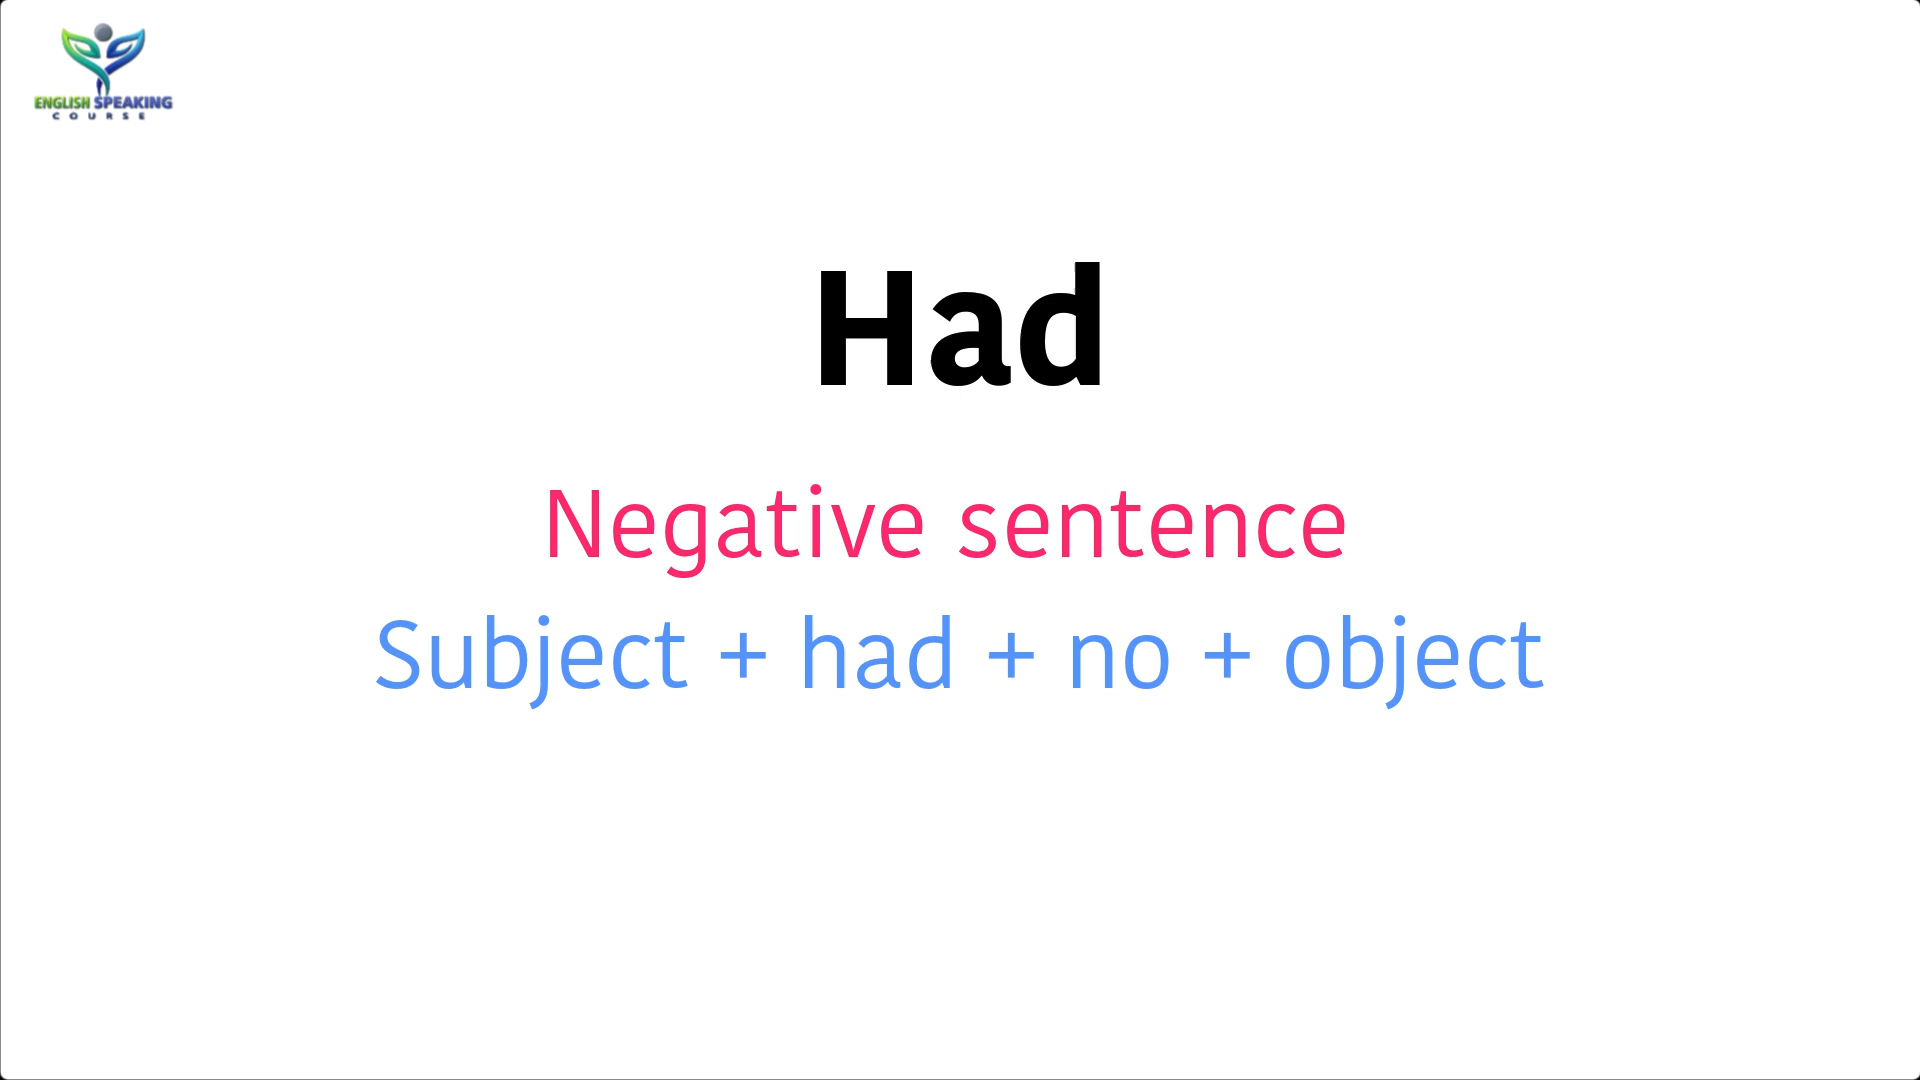 ENGLISH SPEAKING
COURSE
Had
Negative sentence
Subject + had + no + object